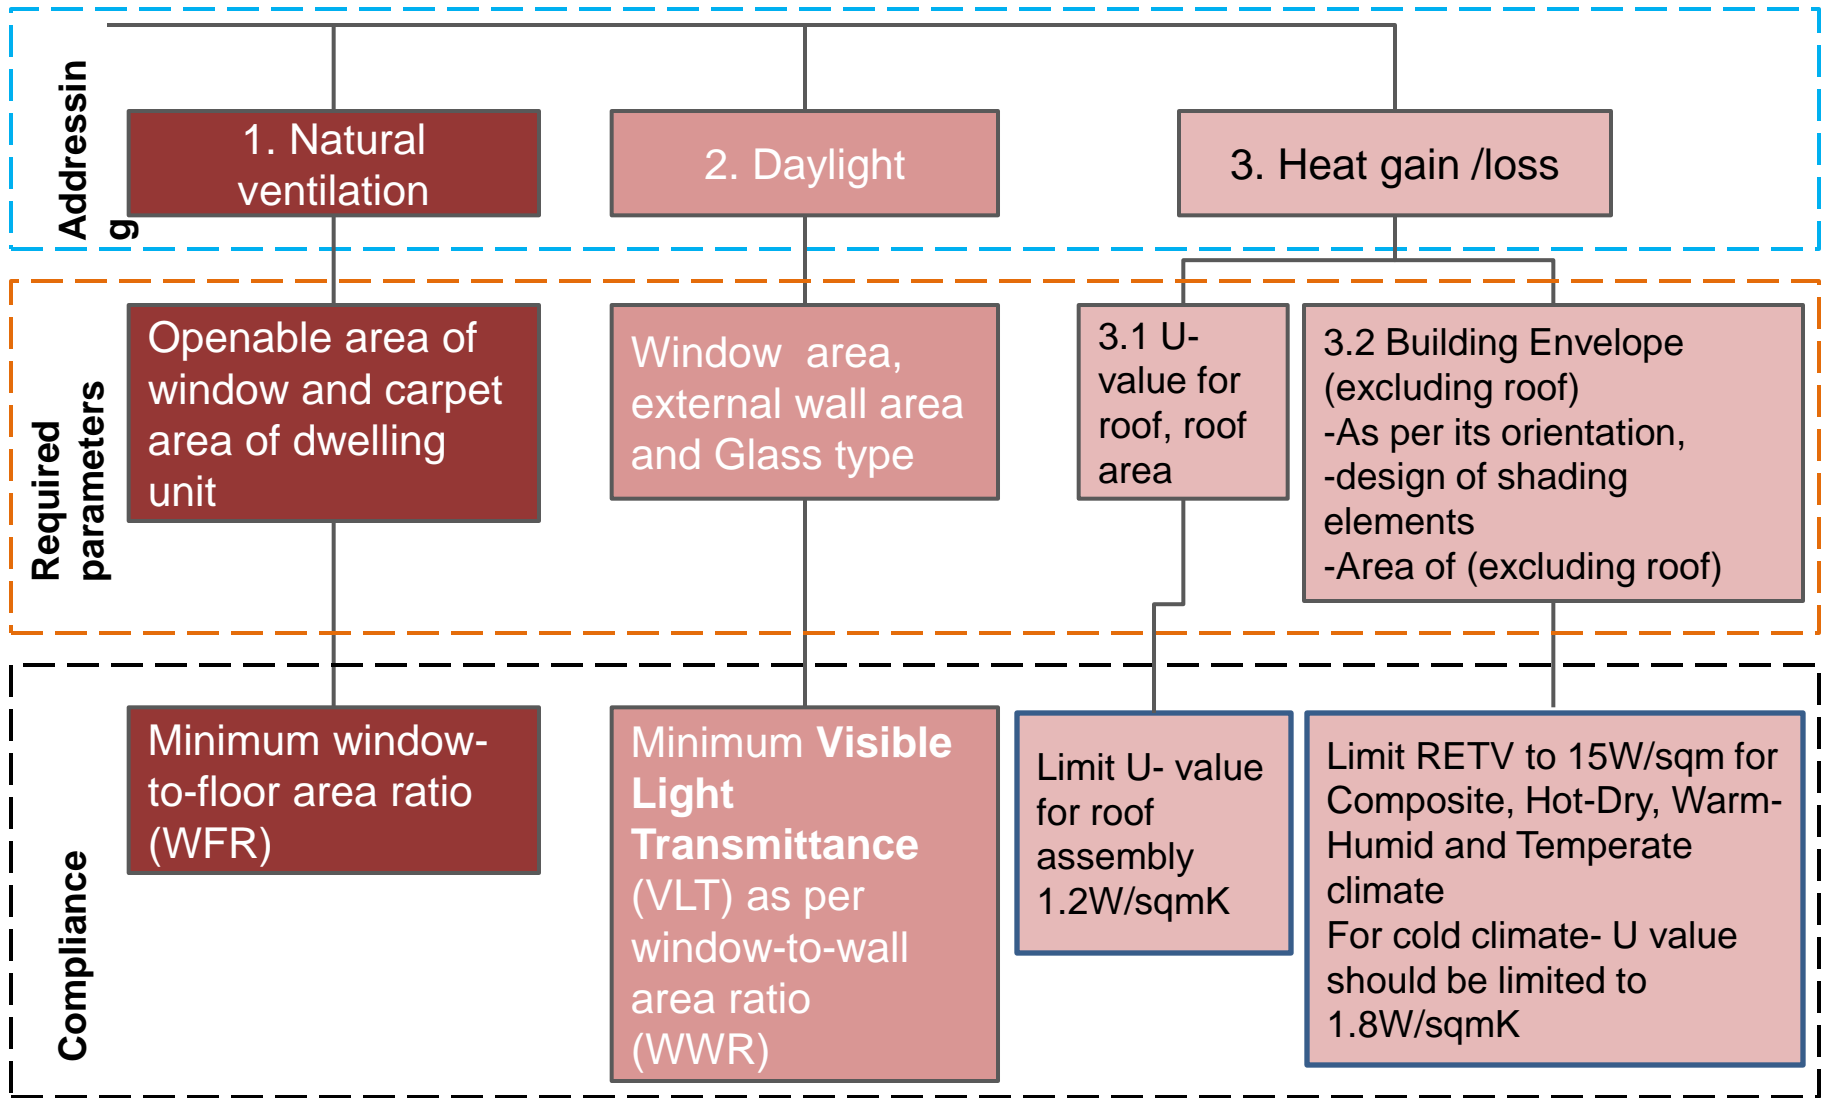 Addressin
g
1. Natural
ventilation
2. Daylight
3. Heat gain /loss
Required
parameters
Openable area of
window and carpet
area of dwelling
unit
Window  area,
external wall area
and Glass type
3.1 U-
value for
roof, roof
area
3.2 Building Envelope
(excluding roof)
-As per its orientation,
-design of shading
elements
-Area of (excluding roof)
Compliance
Minimum window-
to-floor area ratio
(WFR)
Minimum Visible
Light
Transmittance
(VLT) as per
window-to-wall
area ratio
(WWR)
Limit U- value
for roof
assembly
1.2W/sqmK
Limit RETV to 15W/sqm for
Composite, Hot-Dry, Warm-
Humid and Temperate
climate
For cold climate- U value
should be limited to
1.8W/sqmK